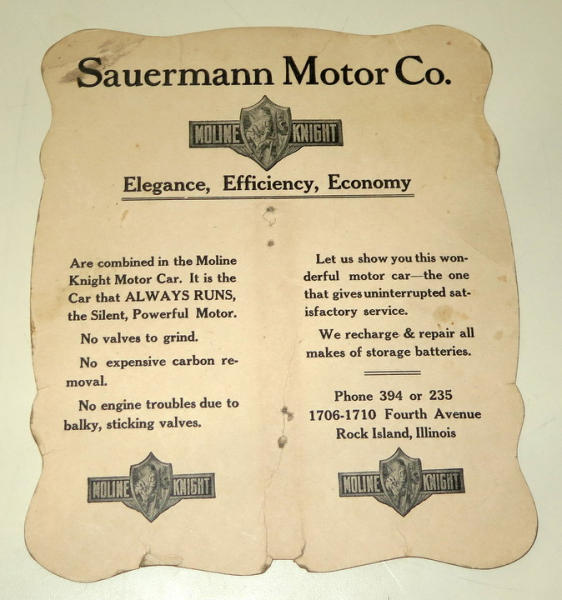 Sauermann Motor Co.
MOLINE KNIGHT
Elegance, Efficiency, Economy
Are combined in the Moline
Knight Motor Car. It is the
Car that ALWAYS RUNS,
the Silent, Powerful Motor.
No valves to grind.
No expensive carbon re-
moval.
No engine troubles due to
balky, sticking valves.
MOLINE KNIGHT
Let us show you this won-
derful motor car—the one
that gives uninterrupted sat-
isfactory service.
We recharge & repair all
makes of storage batteries.
Phone 394 or 235
1706-1710 Fourth Avenue
Rock Island, Illinois
MOLINE KNIGHT